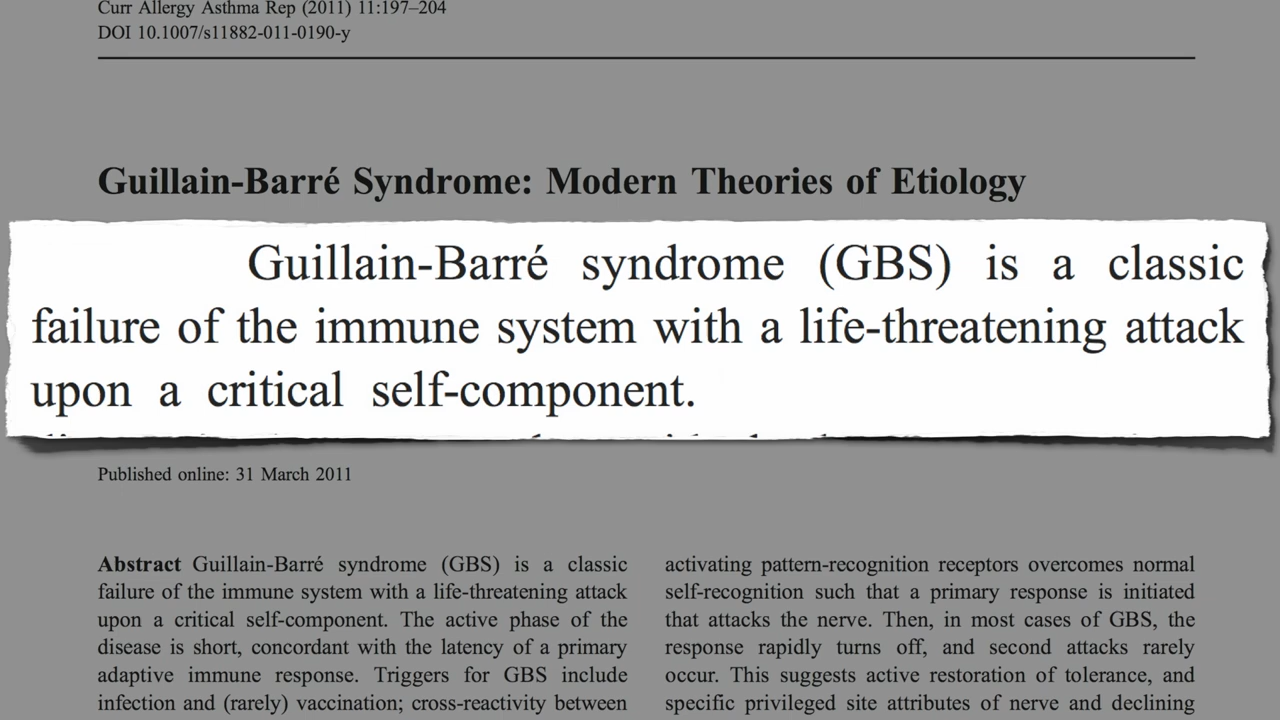 Curr Allergy Asthma Rep (2011) 11:197–204
DOI 10.1007/s11882-011-0190-y
Guillain-Barré Syndrome: Modern Theories of Etiology
Guillain-Barré syndrome (GBS) is a classic
failure of the immune system with a life-threatening attack
upon a critical self-component.
Published online: 31 March 2011
Abstract Guillain-Barré syndrome (GBS) is a classic
failure of the immune system with a life-threatening attack
upon a critical self-component. The active phase of the
disease is short, concordant with the latency of a primary
adaptive immune response. Triggers for GBS include
infection and (rarely) vaccination; cross-reactivity between
activating pattern-recognition receptors overcomes normal
self-recognition such that a primary response is initiated
that attacks the nerve. Then, in most cases of GBS, the
response rapidly turns off, and second attacks rarely
occur. This suggests active restoration of tolerance, and
specific privileged site attributes of nerve and declining